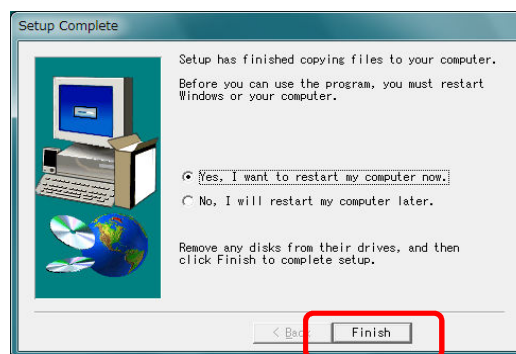 Setup Complete
Setup has finished copying files to your computer.
Before you can use the program, you must restart
Windows or your computer.
Yes, I want to restart my computer now.
No, I will restart my computer later.
Remove any disks from their drives, and then
click Finish to complete setup.
< Back Finish